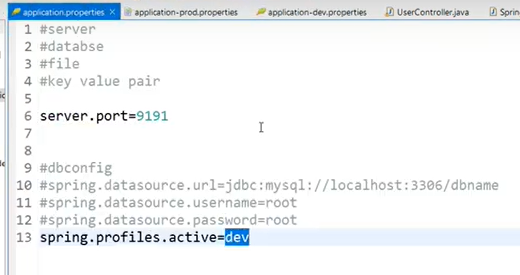 application.properties
application-prod.properties
application-dev.properties
UserController.java
Sprin
1 #server
2 #databse
3 #file
4 #key value pair
5
6 server.port=9191
7
8
9 #dbconfig
10 #spring.datasource.url=jdbc:mysql://localhost:3306/dbname
11 #spring.datasource.username=root
12 #spring.datasource.password=root
13 spring.profiles.active=dev